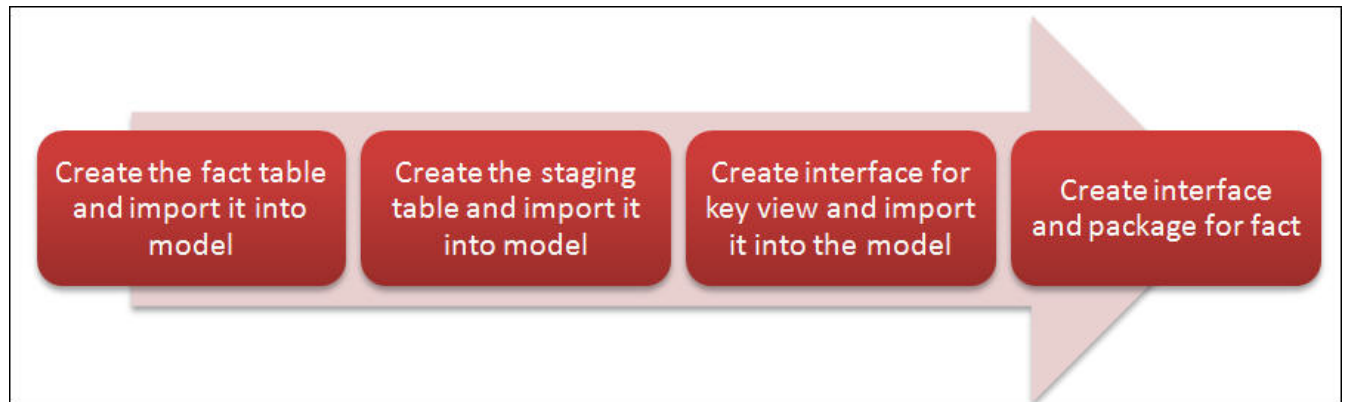 Create the fact table
and import it into
model
Create the staging
table and import it
into model
Create interface for
key view and import
it into the model
Create interface
and package for fact